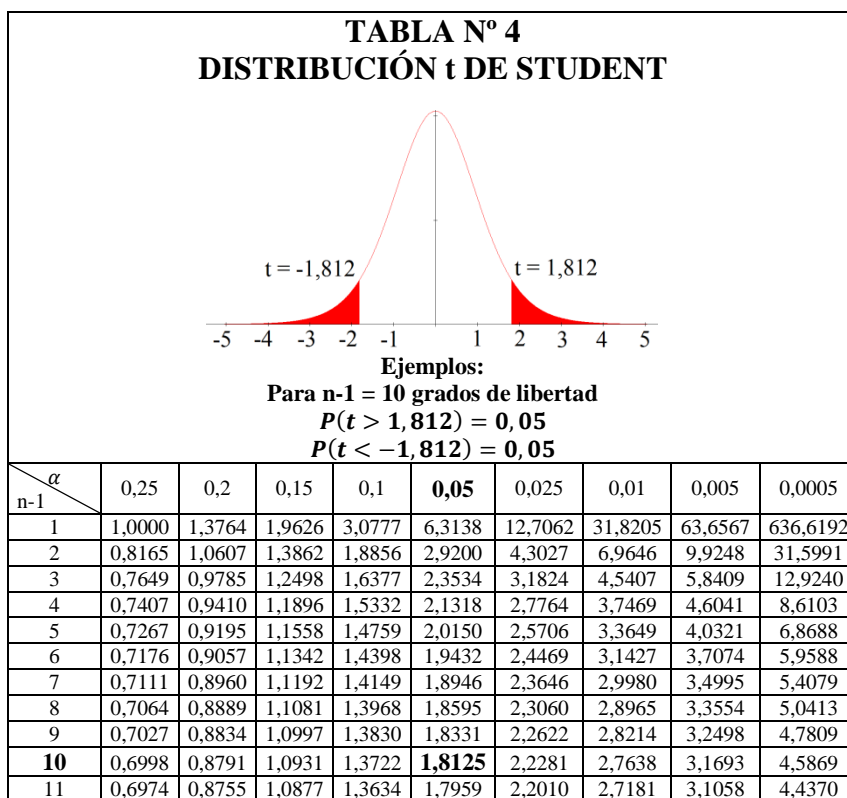 TABLA Nº 4
DISTRIBUCIÓN t DE STUDENT
t = -1,812 t = 1,812
-5 -4 -3 -2 -1 1 2 3 4 5
Ejemplos:
Para n-1 = 10 grados de libertad
P(t > 1,812) = 0,05
P(t < −1,812) = 0,05
α n-1 0,25 0,2 0,15 0,1 0,05 0,025 0,01 0,005 0,0005
1 1,0000 1,3764 1,9626 3,0777 6,3138 12,7062 31,8205 63,6567 636,6192
2 0,8165 1,0607 1,3862 1,8856 2,9200 4,3027 6,9646 9,9248 31,5991
3 0,7649 0,9785 1,2498 1,6377 2,3534 3,1824 4,5407 5,8409 12,9240
4 0,7407 0,9410 1,1896 1,5332 2,1318 2,7764 3,7469 4,6041 8,6103
5 0,7267 0,9195 1,1558 1,4759 2,0150 2,5706 3,3649 4,0321 6,8688
6 0,7176 0,9057 1,1342 1,4398 1,9432 2,4469 3,1427 3,7074 5,9588
7 0,7111 0,8960 1,1192 1,4149 1,8946 2,3646 2,9980 3,4995 5,4079
8 0,7064 0,8889 1,1081 1,3968 1,8595 2,3060 2,8965 3,3554 5,0413
9 0,7027 0,8834 1,0997 1,3830 1,8331 2,2622 2,8214 3,2498 4,7809
10 0,6998 0,8791 1,0931 1,3722 1,8125 2,2281 2,7638 3,1693 4,5869
11 0,6974 0,8755 1,0877 1,3634 1,7959 2,2010 2,7181 3,1058 4,4370